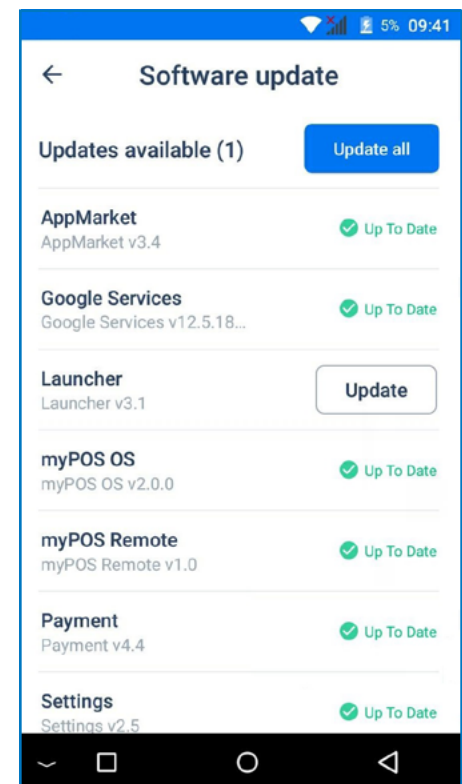 5% 09:41
Software update
Updates available (1) Update all
AppMarket
AppMarket v3.4
Up To Date
Google Services
Google Services v12.5.18...
Up To Date
Launcher
Launcher v3.1
Update
myPOS OS
myPOS OS v2.0.0
Up To Date
myPOS Remote
myPOS Remote v1.0
Up To Date
Payment
Payment v4.4
Up To Date
Settings
Settings v2.5
Up To Date